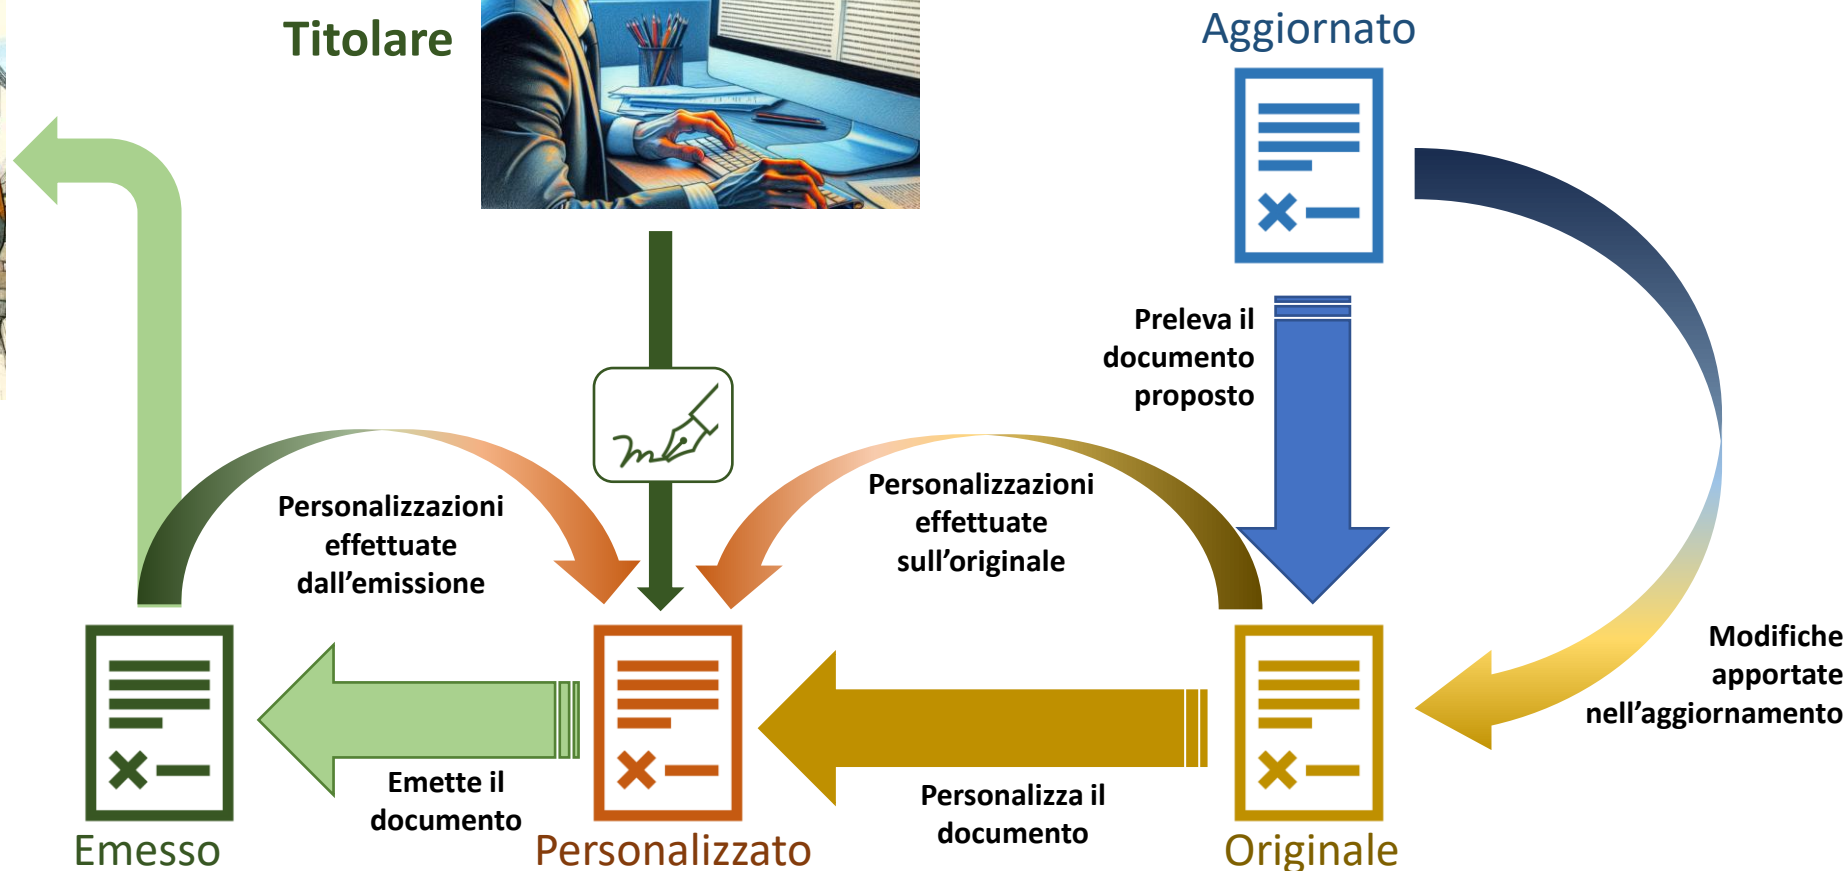 Titolare
Aggiornato
Preleva il
documento
proposto
Personalizzazioni
effettuate
dall'emissione
Personalizzazioni
effettuate
sull'originale
Modifiche
apportate
nell'aggiornamento
Emette il
documento
Personalizza il
documento
Emesso
Personalizzato
Originale